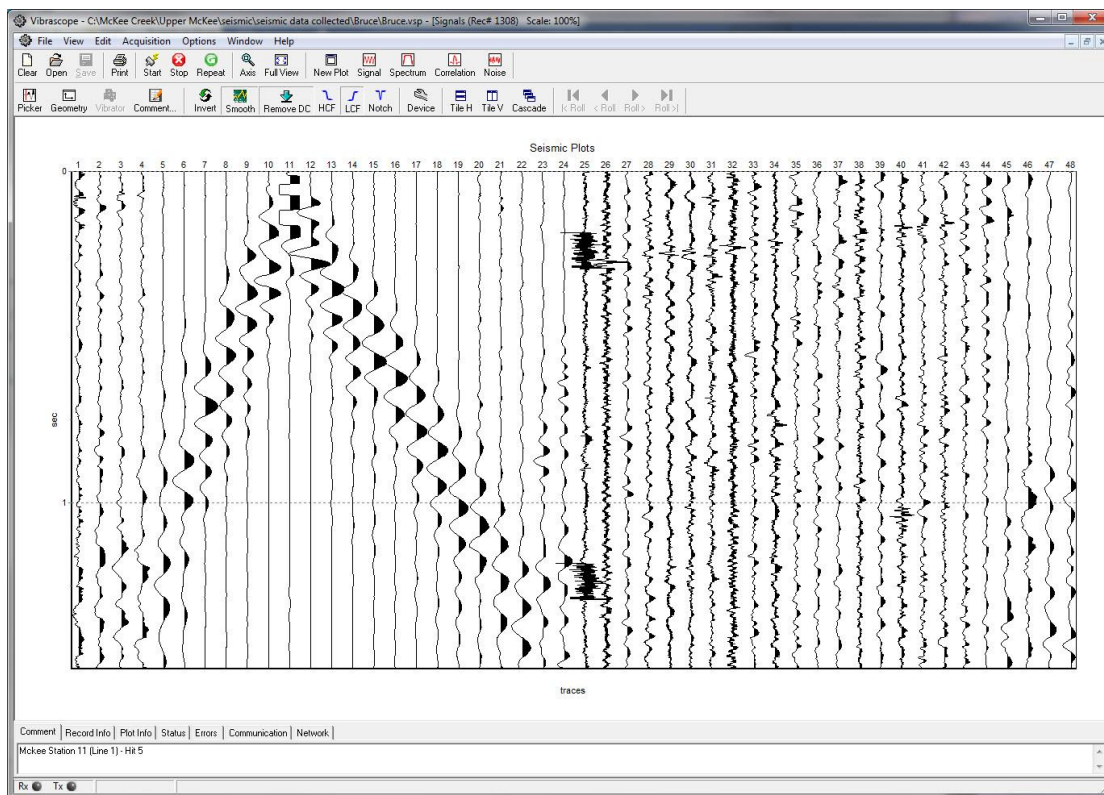 Vibrascope - C:\McKee Creek\Upper McKee\seismic\seismic data collected\Bruce\Bruce.vsp - [Signals (Rec# 1308) Scale: 100%]
File View Edit Acquisition Options Window Help
Clear Open Save Print Start Stop Repeat Axis Full View New Plot Signal Spectrum Correlation Noise
Picker Geometry Vibrator Comment... Invert Smooth Remove DC HCF LCF Notch Device Tile H Tile V Cascade |< Roll < Roll Roll > Roll >|
Seismic Plots
1 2 3 4 5 6 7 8 9 10 11 12 13 14 15 16 17 18 19 20 21 22 23 24 25 26 27 28 29 30 31 32 33 34 35 36 37 38 39 40 41 42 43 44 45 46 47 48
0
sec
1
traces
Comment Record Info Plot Info Status Errors Communication Network
Mckee Station 11 (Line 1) - Hit 5
Rx Tx